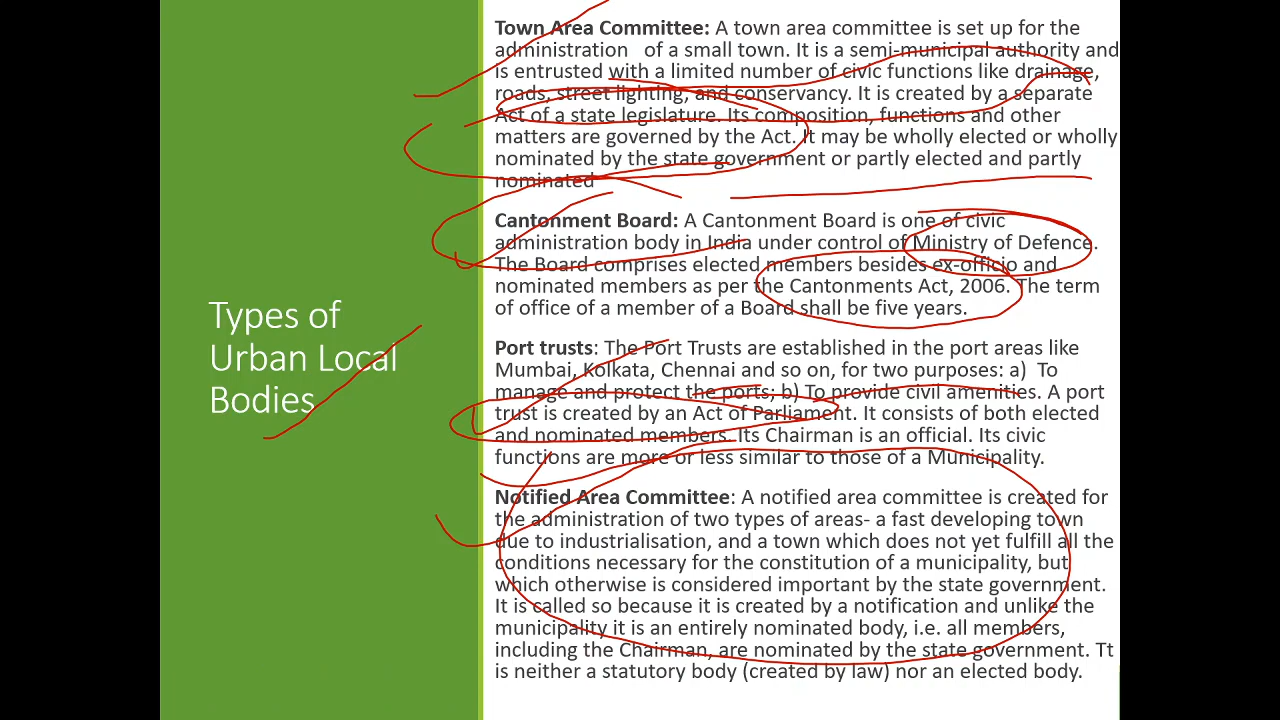 Types of
Urban Local
Bodies
Town Area Committee: A town area committee is set up for the
administration of a small town. It is a semi-municipal authority and
is entrusted with a limited number of civic functions like drainage,
roads, street lighting, and conservancy. It is created by a separate
Act of a state legislature. Its composition, functions and other
matters are governed by the Act. It may be wholly elected or wholly
nominated by the state government or partly elected and partly
nominated
Cantonment Board: A Cantonment Board is one of civic
administration body in India under control of Ministry of Defence.
The Board comprises elected members besides ex-officio and
nominated members as per the Cantonments Act, 2006. The term
of office of a member of a Board shall be five years.
Port trusts: The Port Trusts are established in the port areas like
Mumbai, Kolkata, Chennai and so on, for two purposes: a) To
manage and protect the ports; b) To provide civil amenities. A port
trust is created by an Act of Parliament. It consists of both elected
and nominated members. Its Chairman is an official. Its civic
functions are more or less similar to those of a Municipality.
Notified Area Committee: A notified area committee is created for
the administration of two types of areas- a fast developing town
due to industrialisation, and a town which does not yet fulfill all the
conditions necessary for the constitution of a municipality, but
which otherwise is considered important by the state government.
It is called so because it is created by a notification and unlike the
municipality it is an entirely nominated body, i.e. all members,
including the Chairman, are nominated by the state government. Tt
is neither a statutory body (created by law) nor an elected body.